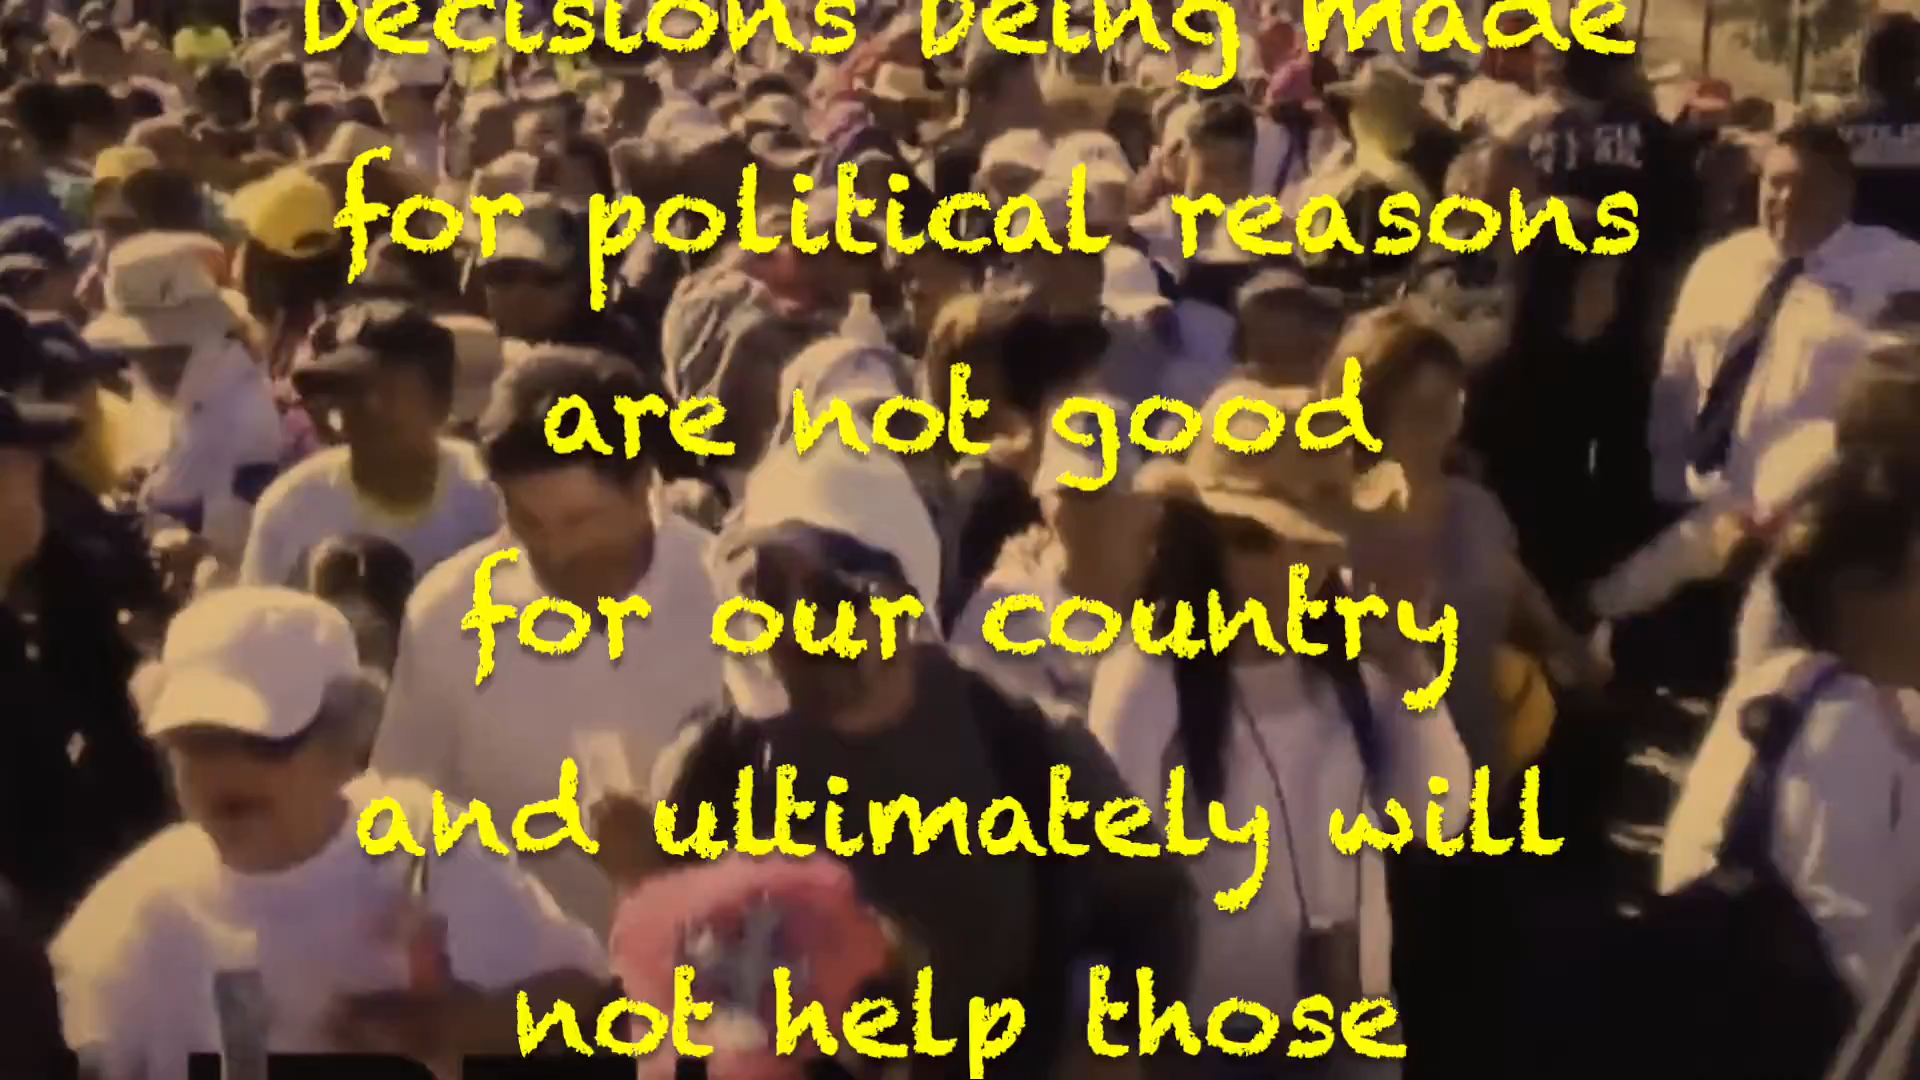 Decisions being made
for political reasons
are not good
for our country
and ultimately will
not help those